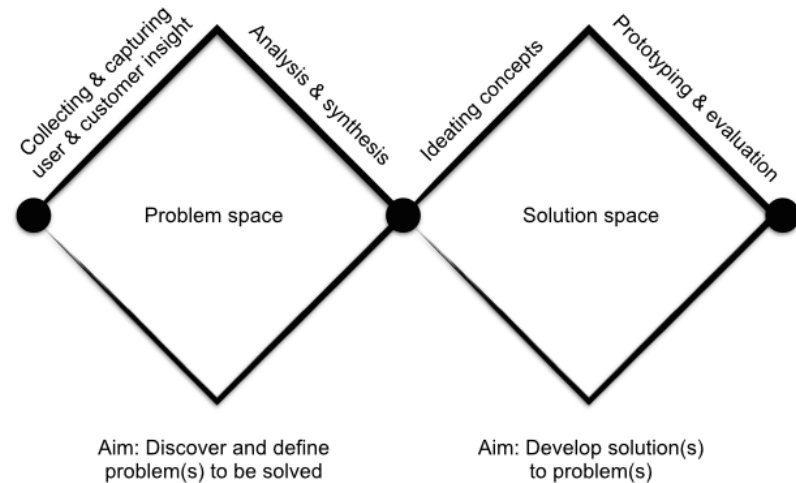 Collecting & capturing
user & customer insight
Analysis & synthesis
Ideating concepts
Prototyping & evaluation
Problem space
Solution space
Aim: Discover and define
problem(s) to be solved
Aim: Develop solution(s)
to problem(s)